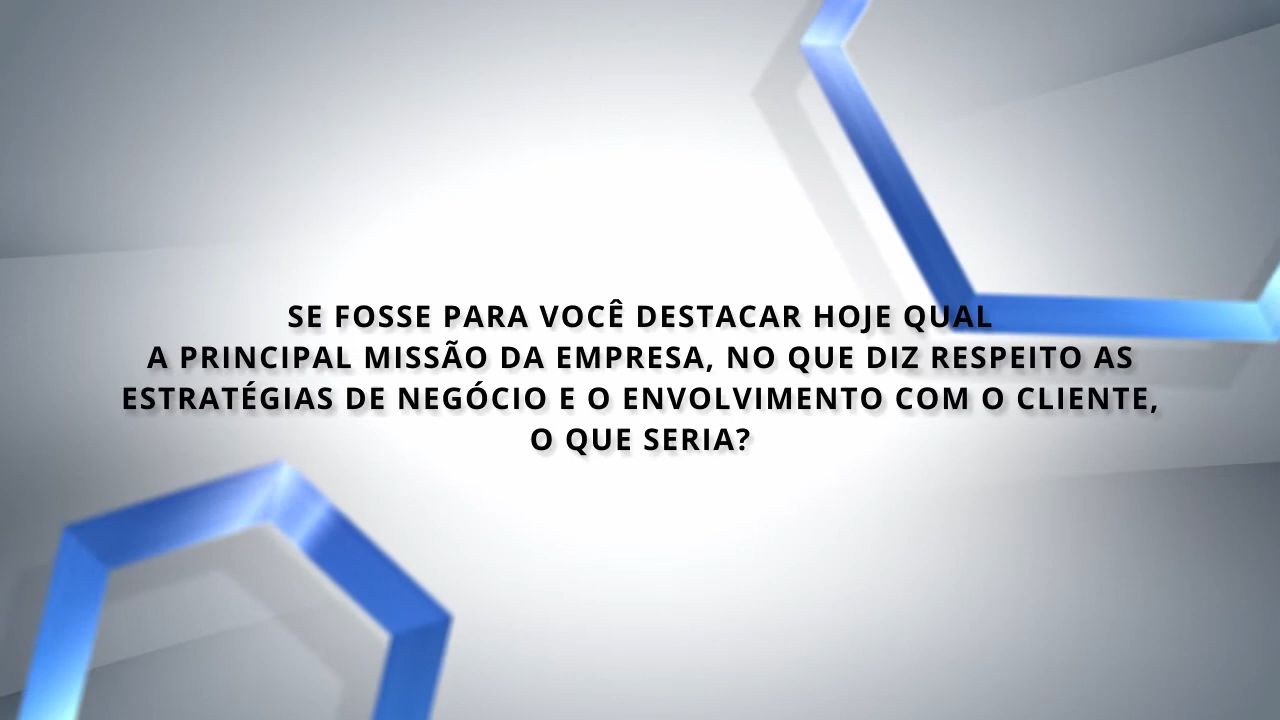 SE FOSSE PARA VOCÊ DESTACAR HOJE QUAL
A PRINCIPAL MISSÃO DA EMPRESA, NO QUE DIZ RESPEITO AS
ESTRATÉGIAS DE NEGÓCIO E O ENVOLVIMENTO COM O CLIENTE,
O QUE SERIA?